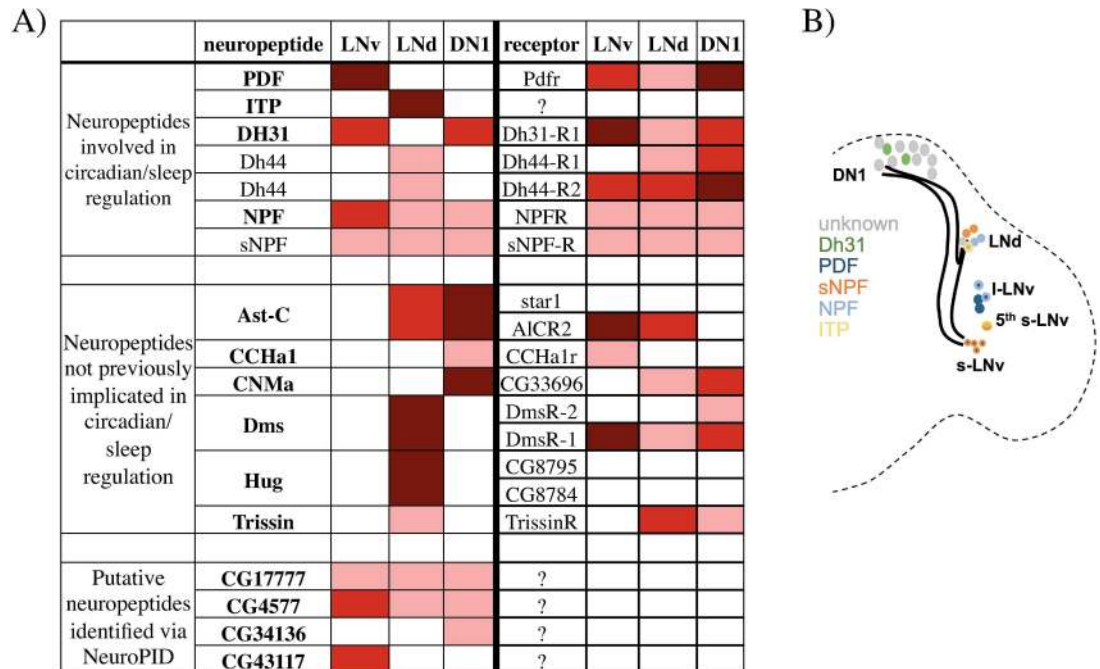 A)
neuropeptide LNv LNd DN1 receptor LNv LNd DN1
Neuropeptides
involved in
circadian/sleep
regulation
PDF Pdfr
ITP ?
DH31 Dh31-R1
Dh44 Dh44-R1
Dh44 Dh44-R2
NPF NPFR
sNPF sNPF-R
Neuropeptides
not previously
implicated in
circadian/
sleep
regulation
Ast-C star1
AlCR2
CCHa1 CCHa1r
CNMa CG33696
Dms DmsR-2
DmsR-1
Hug CG8795
CG8784
Trissin TrissinR
Putative
neuropeptides
identified via
NeuroPID
CG17777 ?
CG4577 ?
CG34136 ?
CG43117 ?
B)
DN1
unknown
Dh31
PDF
sNPF
NPF
ITP
LNd
l-LNv
5th s-LNv
s-LNv